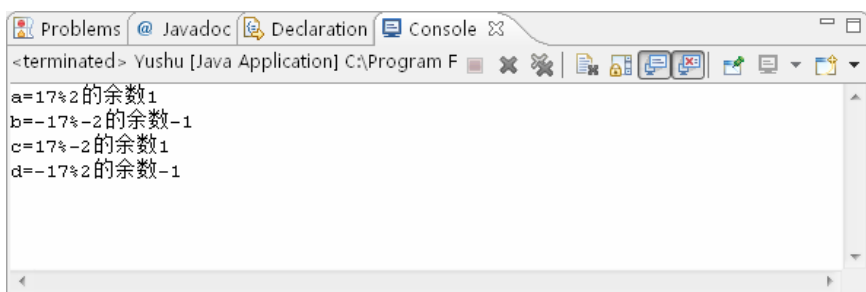 Problems @ Javadoc Declaration Console
<terminated> Yushu [Java Application] C:\Program F
a=17%2的余数1
b=-17%-2的余数-1
c=17%-2的余数1
d=-17%2的余数-1